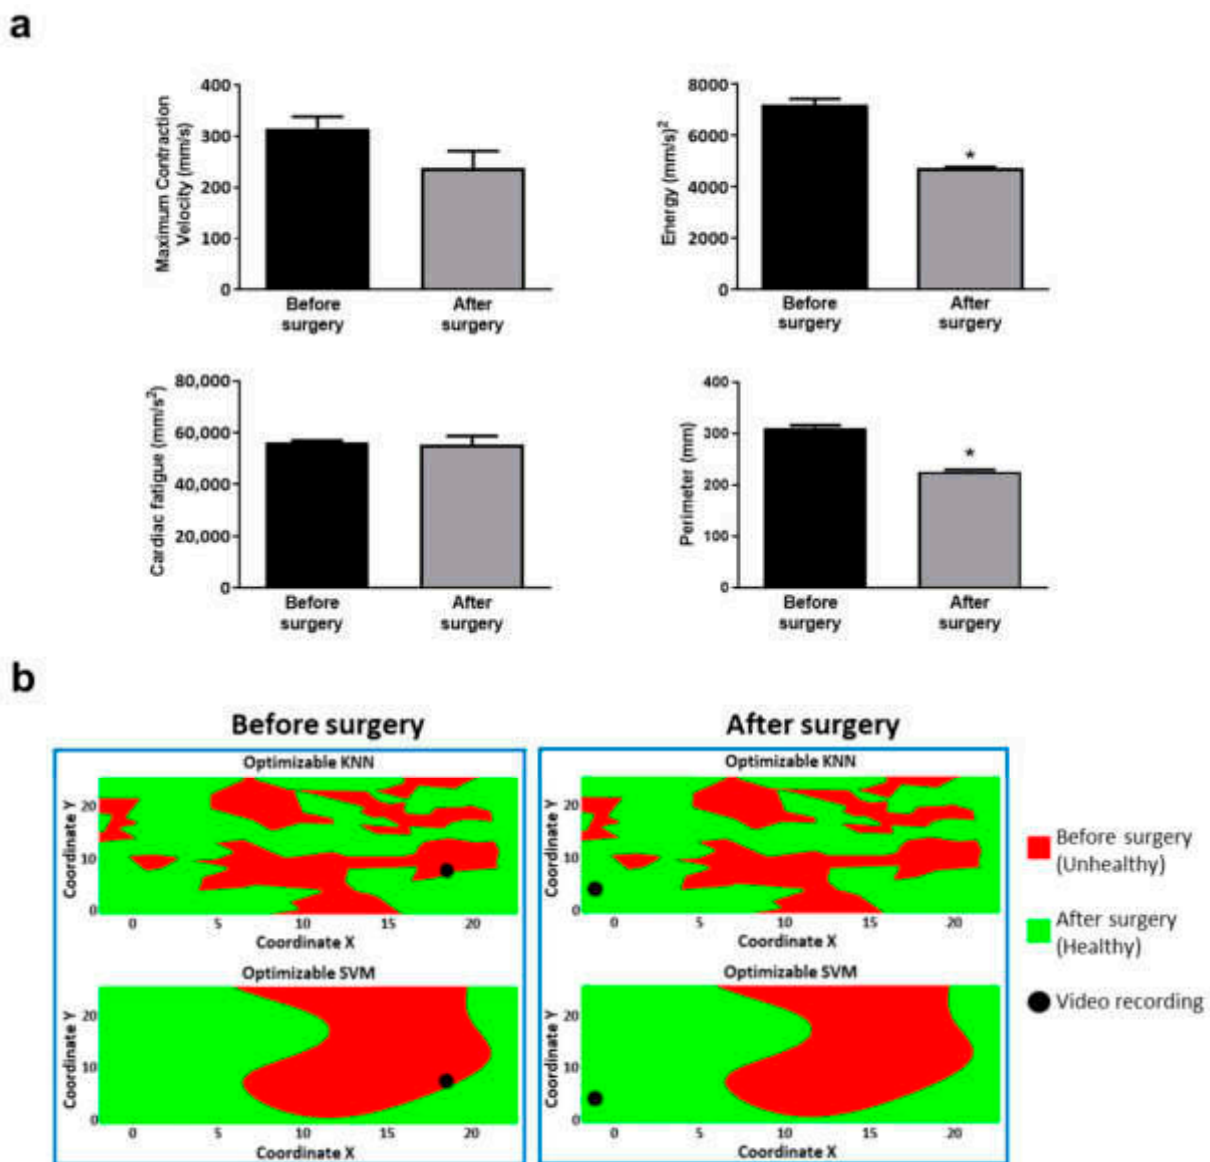 a
400
300
200
100
0
Maximum Contraction
Velocity (mm/s)
Before
surgery
After
surgery
8000
6000
4000
2000
0
Energy (mm/s)²
*
Before
surgery
After
surgery
80,000
60,000
40,000
20,000
0
Cardiac fatigue (mm/s²)
Before
surgery
After
surgery
400
300
200
100
0
Perimeter (mm)
*
Before
surgery
After
surgery
b
Before surgery
Optimizable KNN
Coordinate Y
20
10
0
0 5 10 15 20
Coordinate X
Optimizable SVM
Coordinate Y
20
10
0
0 5 10 15 20
Coordinate X
After surgery
Optimizable KNN
Coordinate Y
20
10
0
0 5 10 15 20
Coordinate X
Optimizable SVM
Coordinate Y
20
10
0
0 5 10 15 20
Coordinate X
Before surgery
(Unhealthy)
After surgery
(Healthy)
Video recording